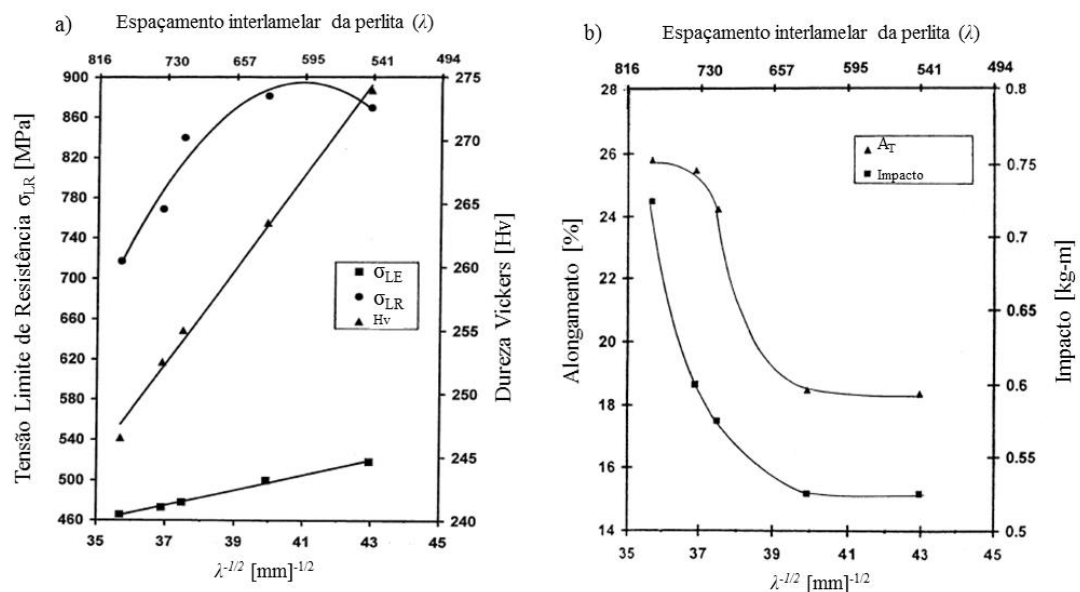 a)
Espaçamento interlamelar da perlita (λ)
816 730 657 595 541 494
Tensão Limite de Resistência σLR [MPa]
900
860
820
780
740
700
660
620
580
540
500
460
275
270
265
260
255
250
245
240
Dureza Vickers [Hv]
σLE
σLR
Hv
35 37 39 41 43 45
λ-1/2 [mm]-1/2
b)
Espaçamento interlamelar da perlita (λ)
816 730 657 595 541 494
Alongamento [%]
28
26
24
22
20
18
16
14
0.8
0.75
0.7
0.65
0.6
0.55
0.5
Impacto [kg-m]
AT
Impacto
35 37 39 41 43 45
λ-1/2 [mm]-1/2